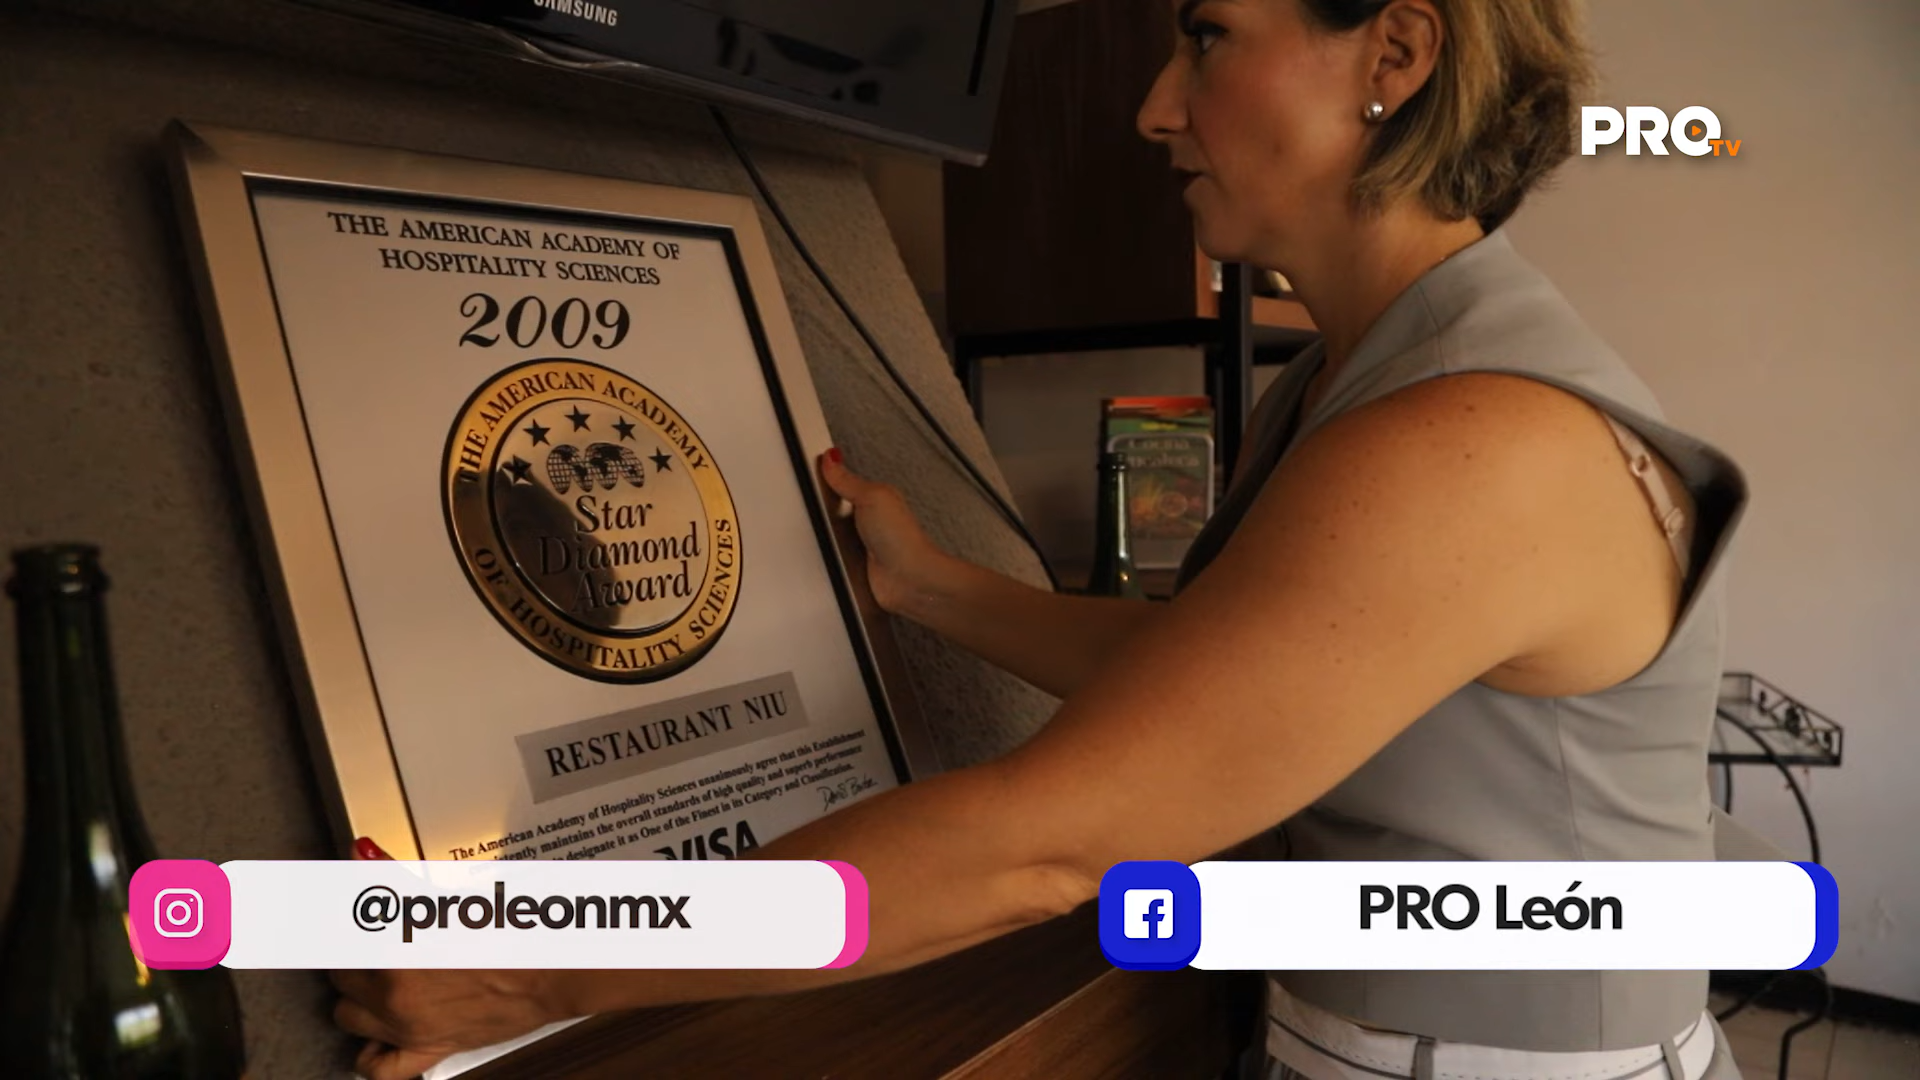 SAMSUNG
PRO TV
THE AMERICAN ACADEMY OF
HOSPITALITY SCIENCES
2009
THE AMERICAN ACADEMY
OF HOSPITALITY SCIENCES
Star
Diamond
Award
RESTAURANT NIU
The American Academy of Hospitality Sciences unanimously agree that this Establishment
consistently maintains the overall standards of high quality and superb performance
designate it as One of the Finest in its Category and Classification.
VISA
Cocina
@proleonmx
PRO León